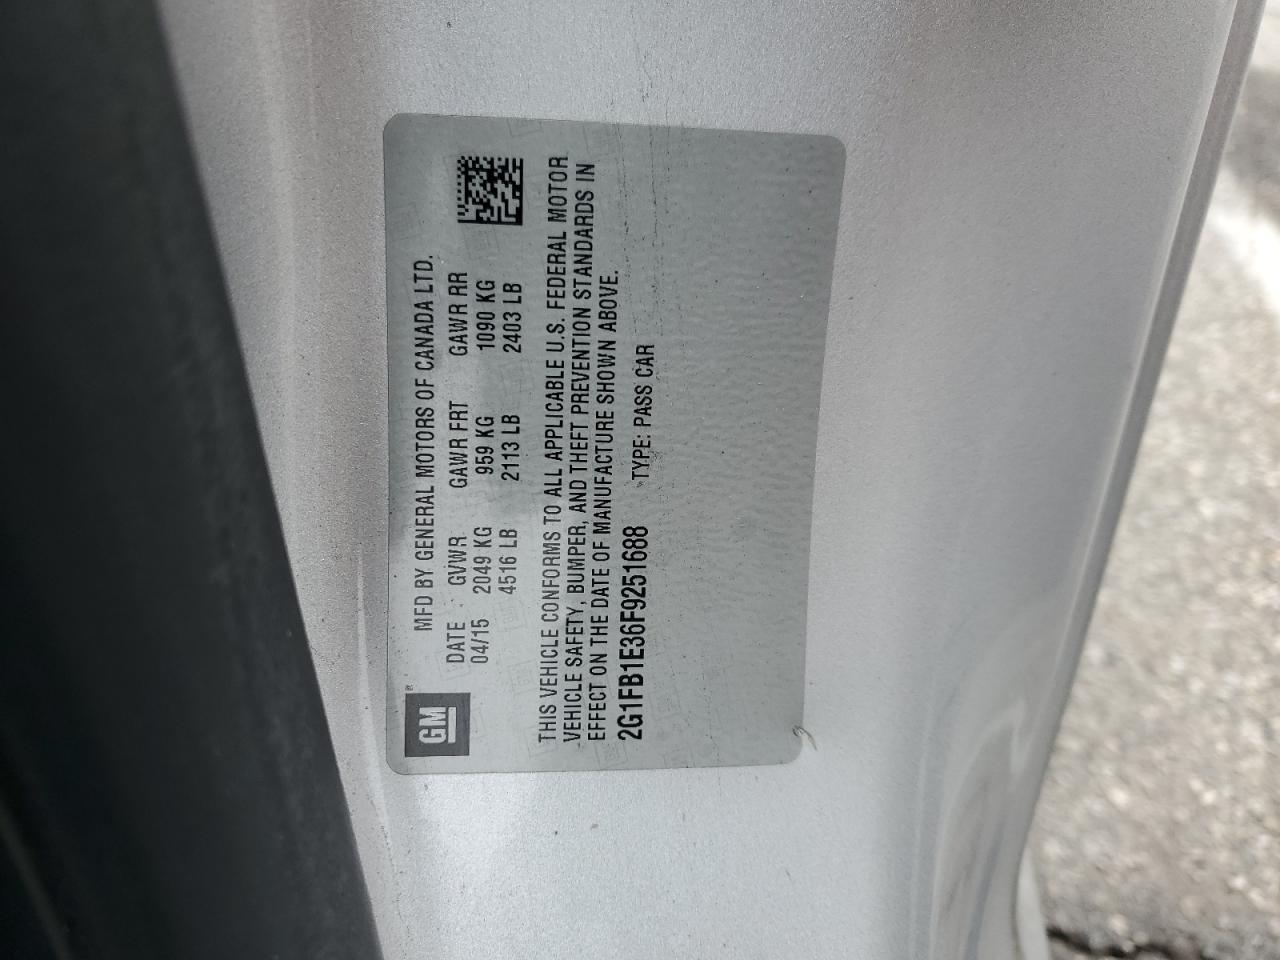 GM®
MFD BY GENERAL MOTORS OF CANADA LTD.
DATE GVWR GAWR FRT GAWR RR
04/15 2049 KG 959 KG 1090 KG
4516 LB 2113 LB 2403 LB
THIS VEHICLE CONFORMS TO ALL APPLICABLE U.S. FEDERAL MOTOR
VEHICLE SAFETY, BUMPER, AND THEFT PREVENTION STANDARDS IN
EFFECT ON THE DATE OF MANUFACTURE SHOWN ABOVE.
2G1FB1E36F9251688 TYPE: PASS CAR